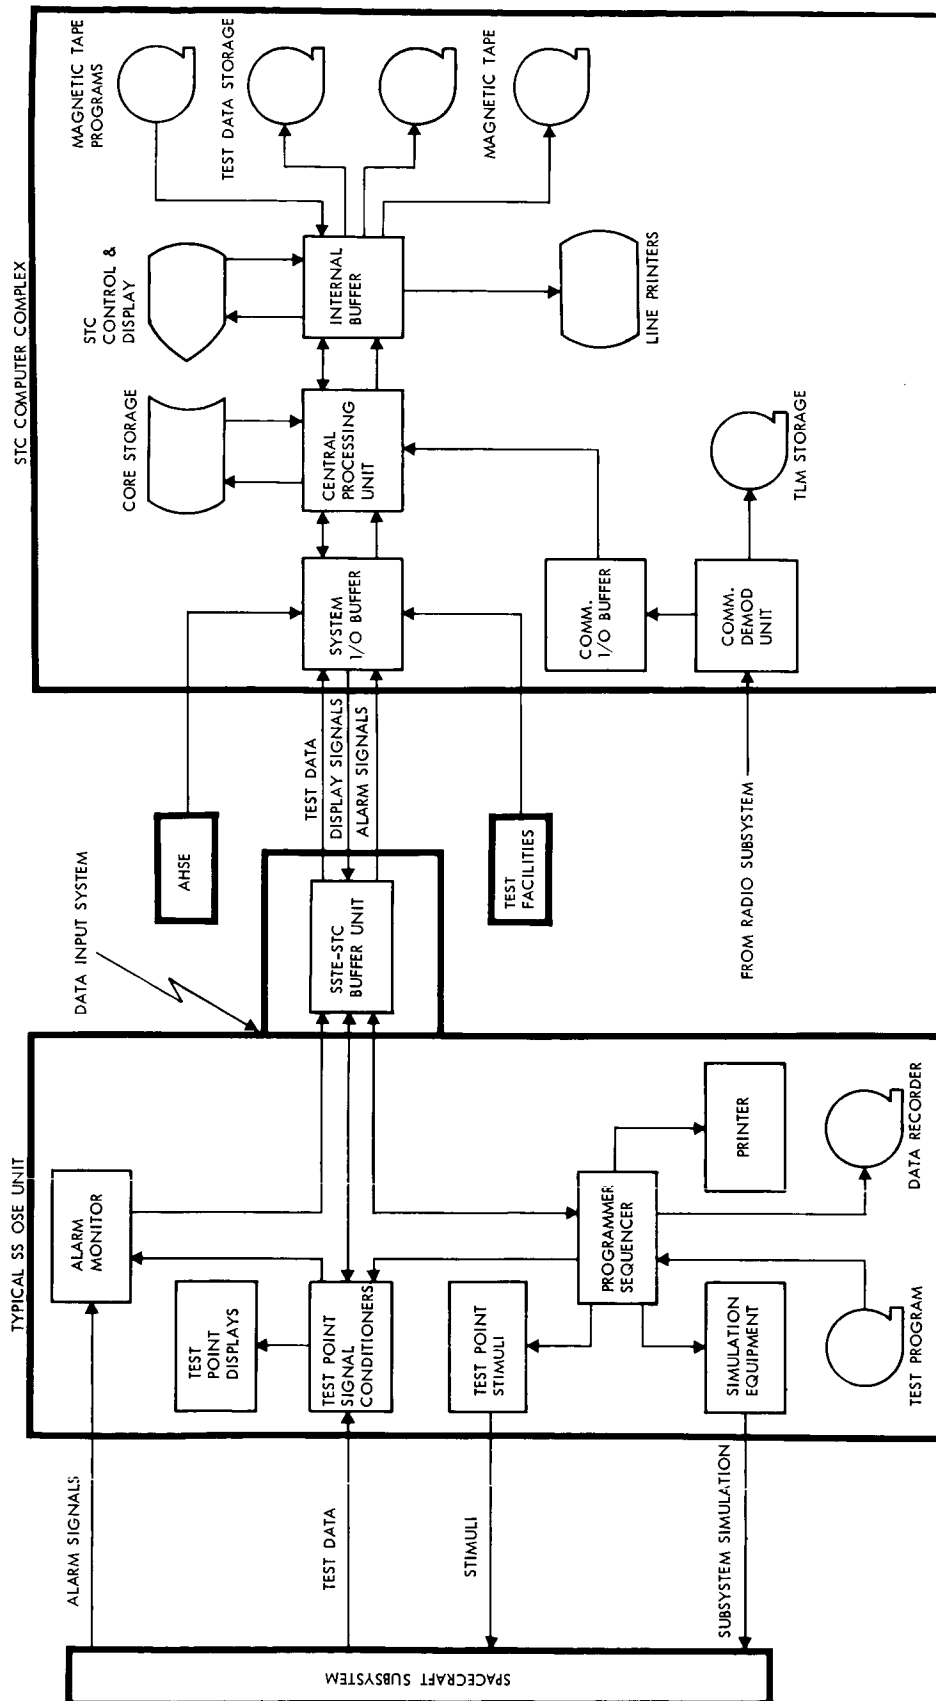 STC COMPUTER COMPLEX
MAGNETIC TAPE
PROGRAMS
TEST DATA STORAGE
MAGNETIC TAPE
STC
CONTROL &
DISPLAY
INTERNAL
BUFFER
LINE PRINTERS
CORE STORAGE
CENTRAL
PROCESSING
UNIT
TLM STORAGE
SYSTEM
I/O BUFFER
COMM.
I/O BUFFER
COMM.
DEMOD
UNIT
TEST DATA
DISPLAY SIGNALS
ALARM SIGNALS
AHSE
TEST
FACILITIES
FROM RADIO SUBSYSTEM
DATA INPUT SYSTEM
SSTE-STC
BUFFER UNIT
TYPICAL SS OSE UNIT
ALARM
MONITOR
TEST
POINT
DISPLAYS
TEST POINT
SIGNAL
CONDITIONERS
PROGRAMMER
SEQUENCER
PRINTER
DATA RECORDER
TEST POINT
STIMULI
SIMULATION
EQUIPMENT
TEST PROGRAM
ALARM SIGNALS
TEST DATA
STIMULI
SUBSYSTEM SIMULATION
SPACECRAFT SUBSYSTEM